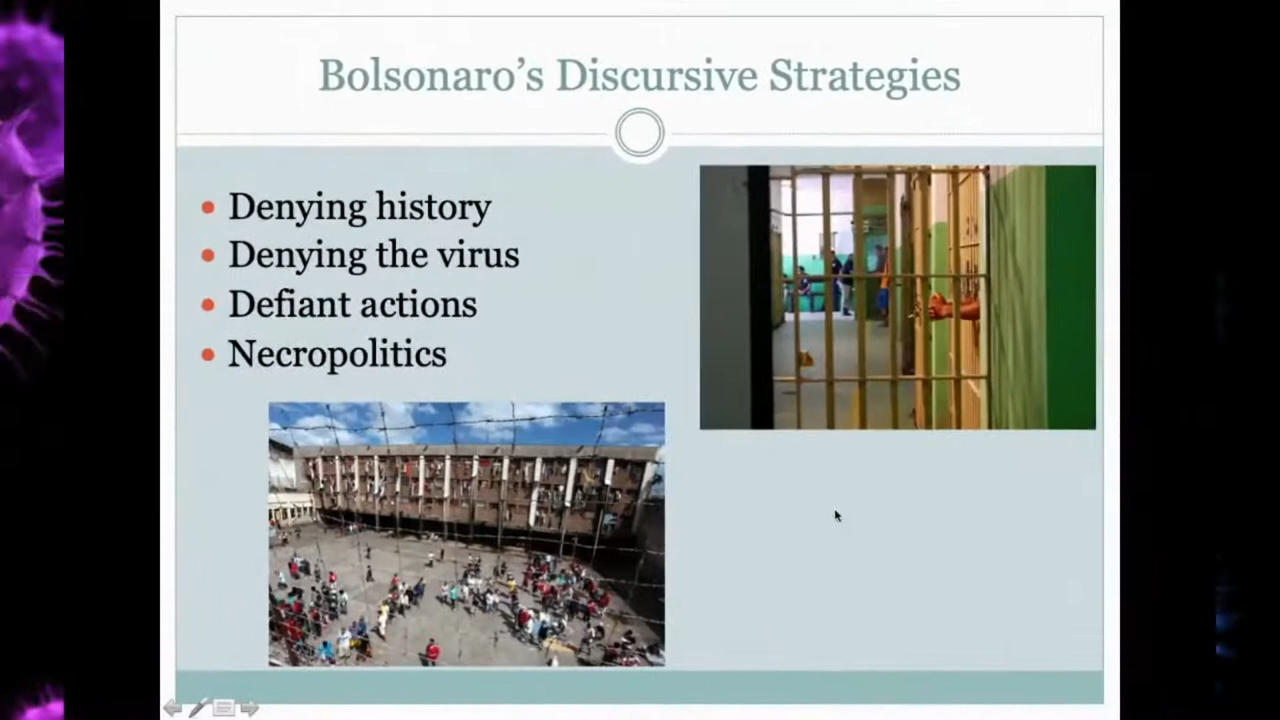 Bolsonaro’s Discursive Strategies
Denying history
Denying the virus
Defiant actions
Necropolitics